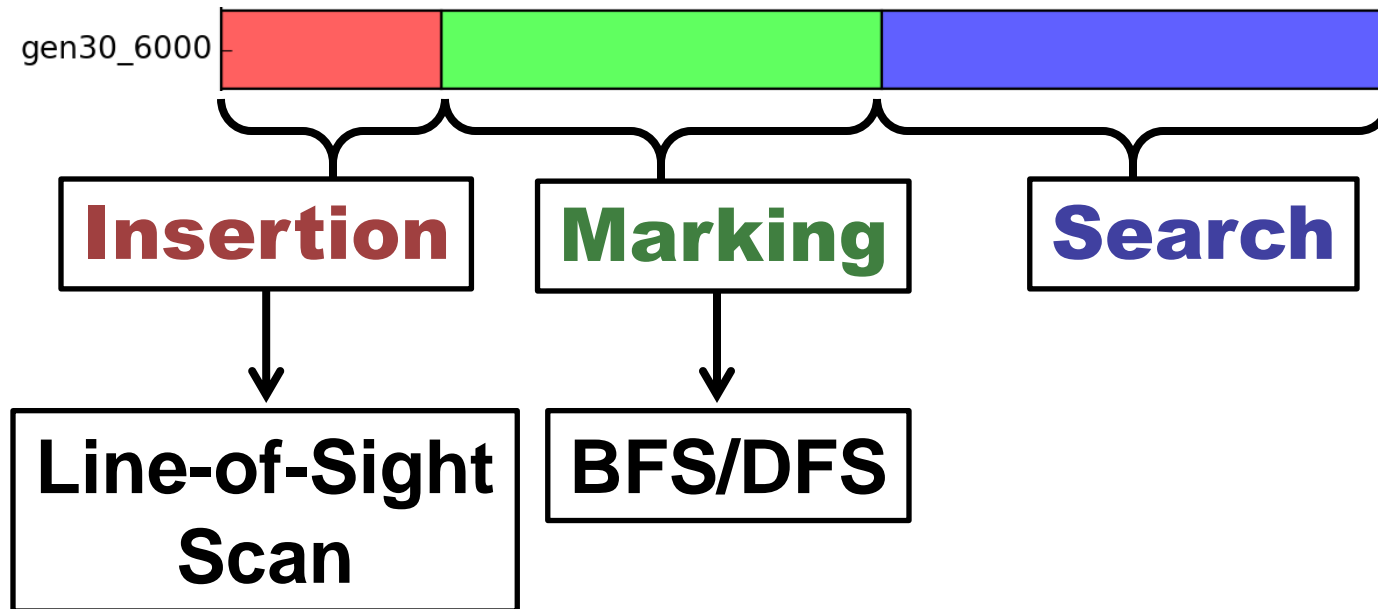 gen30_6000
Insertion
Marking
Search
Line-of-Sight
Scan
BFS/DFS